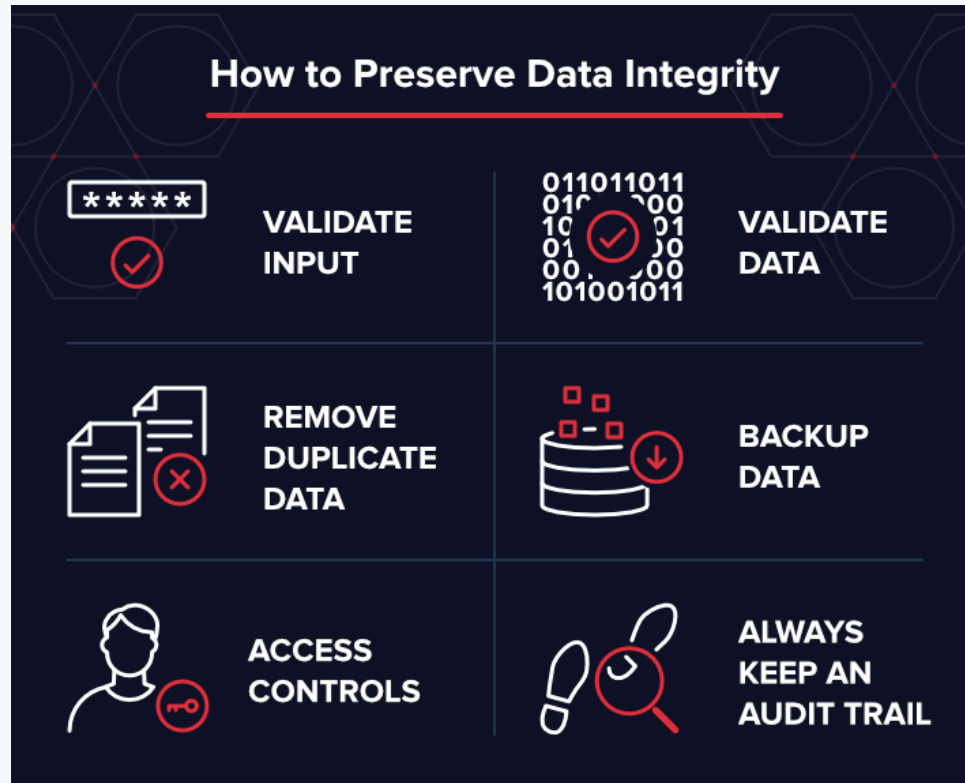 How to Preserve Data Integrity
*****
VALIDATE
INPUT
011011011
VALIDATE
DATA
101001011
REMOVE
DUPLICATE
DATA
BACKUP
DATA
ACCESS
CONTROLS
ALWAYS
KEEP AN
AUDIT TRAIL